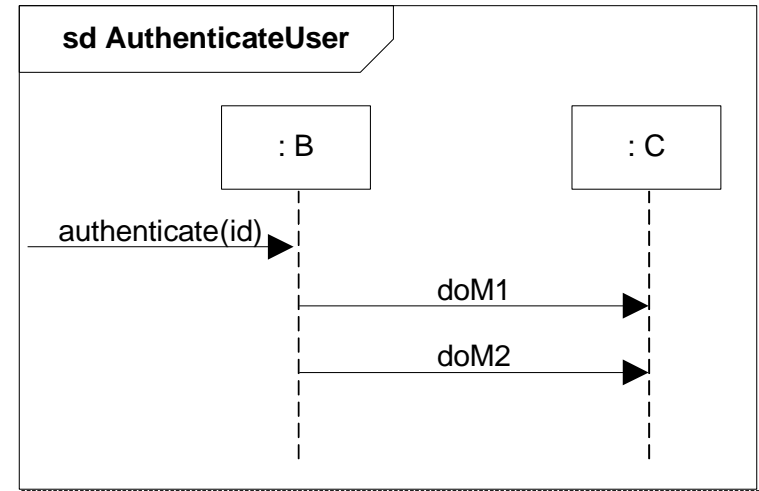 sd AuthenticateUser
: B
: C
authenticate(id)
doM1
doM2